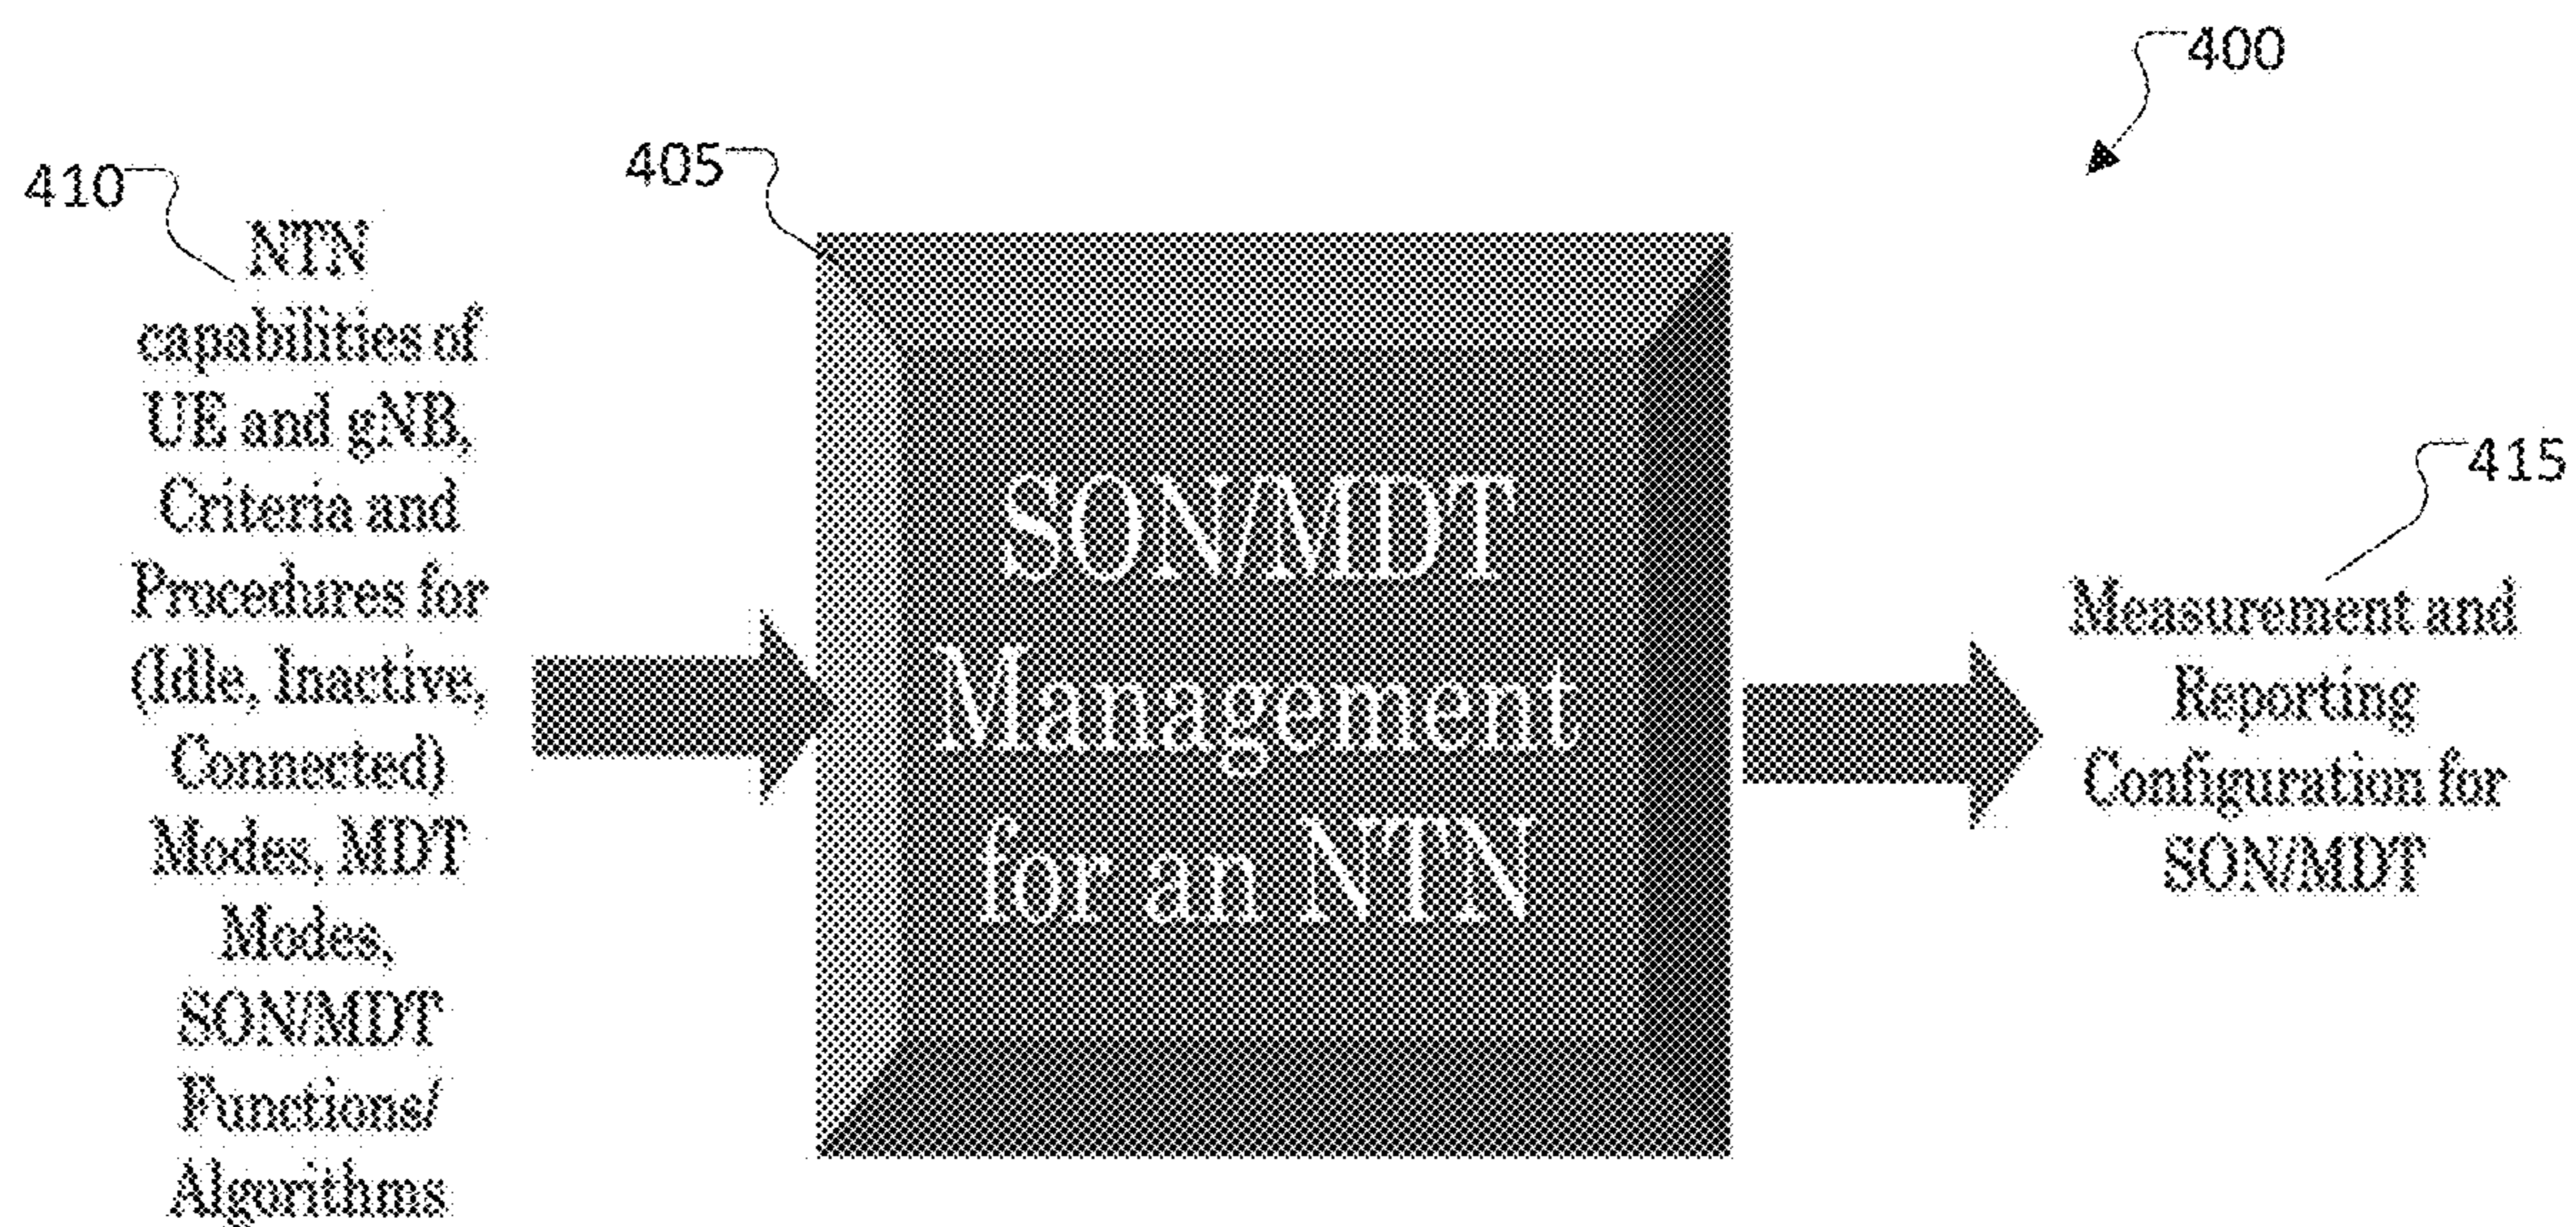 400
405
410
NTN
capabilities of
UE and gNB,
Criteria and
Procedures for
(Idle, Inactive,
Connected)
Modes, MDT
Modes,
SON/MDT
Functions/
Algorithms
SON/MDT
Management
for an NTN
415
Measurement and
Reporting
Configuration for
SON/MDT